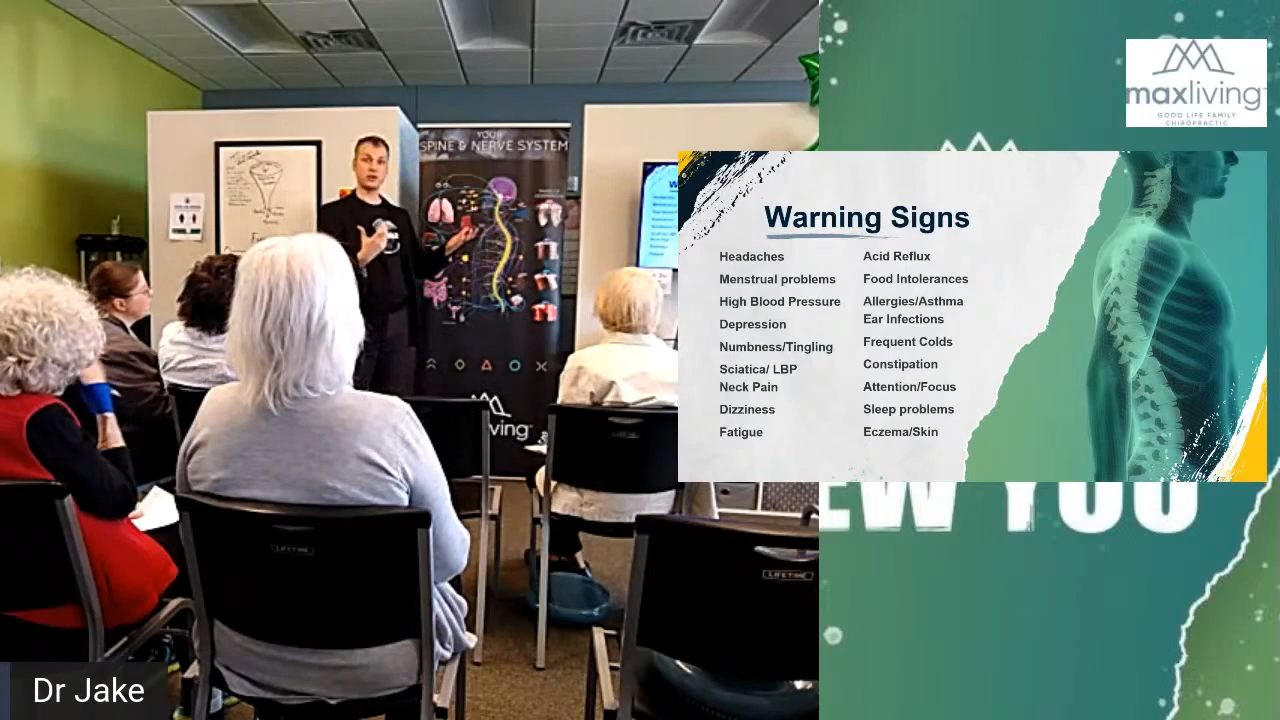 maxliving
GOOD LIFE FAMILY
CHIROPRACTIC
YOUR
SPINE & NERVE SYSTEM
Warning Signs
Headaches
Menstrual problems
High Blood Pressure
Depression
Numbness/Tingling
Sciatica/ LBP
Neck Pain
Dizziness
Fatigue
Acid Reflux
Food Intolerances
Allergies/Asthma
Ear Infections
Frequent Colds
Constipation
Attention/Focus
Sleep problems
Eczema/Skin
EW YOU
LIFETIME
LIFETIME
Dr Jake